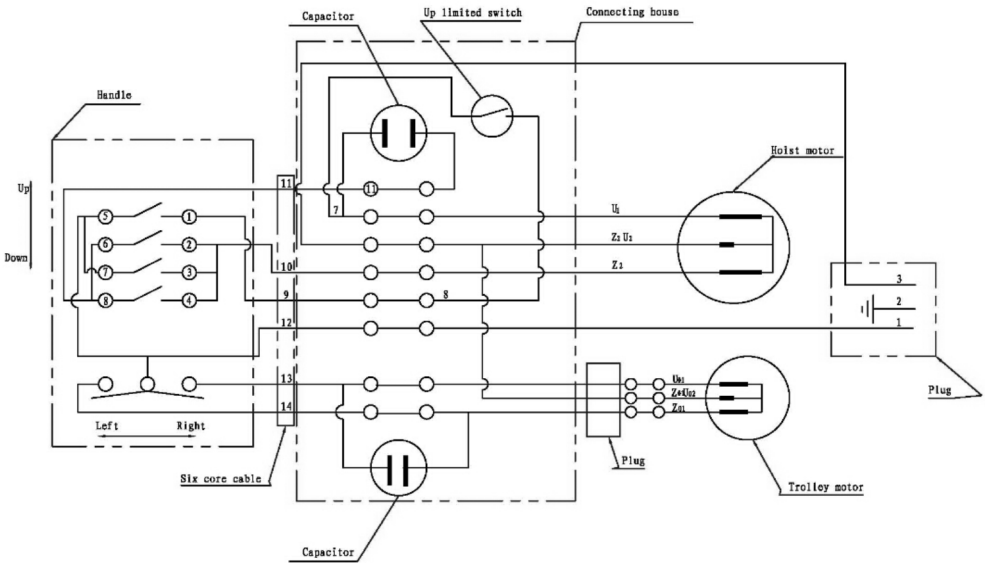 Capacitor
Up limited switch
Connecting house
Handle
Hoist motor
Up
Down
11
11
7
5
1
6
2
7
3
8
4
10
9
8
12
13
14
U₁
Z₂ U₂
Z₁
3
2
1
Plug
Left
Right
Six core cable
Z₀₁
Plug
Trolley motor
Capacitor